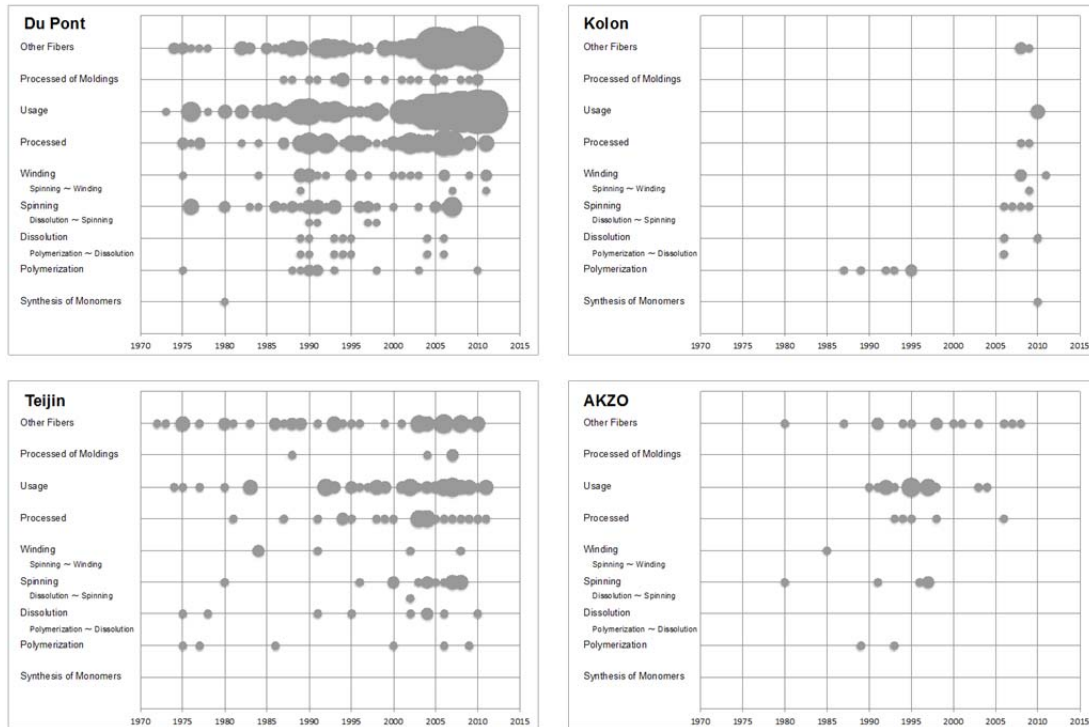 Du Pont
Other Fibers
Processed of Moldings
Usage
Processed
Winding
Spinning ~ Winding
Spinning
Dissolution ~ Spinning
Dissolution
Polymerization ~ Dissolution
Polymerization
Synthesis of Monomers
1970 1975 1980 1985 1990 1995 2000 2005 2010 2015
Kolon
Other Fibers
Processed of Moldings
Usage
Processed
Winding
Spinning ~ Winding
Spinning
Dissolution ~ Spinning
Dissolution
Polymerization ~ Dissolution
Polymerization
Synthesis of Monomers
1970 1975 1980 1985 1990 1995 2000 2005 2010 2015
Teijin
Other Fibers
Processed of Moldings
Usage
Processed
Winding
Spinning ~ Winding
Spinning
Dissolution ~ Spinning
Dissolution
Polymerization ~ Dissolution
Polymerization
Synthesis of Monomers
1970 1975 1980 1985 1990 1995 2000 2005 2010 2015
AKZO
Other Fibers
Processed of Moldings
Usage
Processed
Winding
Spinning ~ Winding
Spinning
Dissolution ~ Spinning
Dissolution
Polymerization ~ Dissolution
Polymerization
Synthesis of Monomers
1970 1975 1980 1985 1990 1995 2000 2005 2010 2015